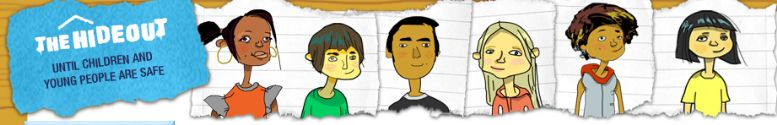 THE HIDEOUT
UNTIL CHILDREN AND
YOUNG PEOPLE ARE SAFE